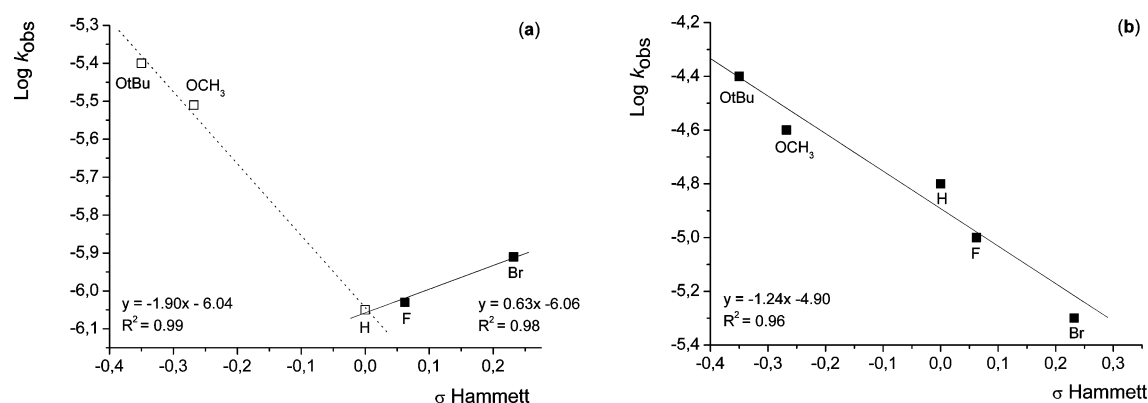 (a)
Log kobs
-5,3
-5,4
-5,5
-5,6
-5,7
-5,8
-5,9
-6,0
-6,1
OtBu
OCH3
H
F
Br
y = -1.90x - 6.04
R2 = 0.99
y = 0.63x -6.06
R2 = 0.98
-0,4 -0,3 -0,2 -0,1 0,0 0,1 0,2
σ Hammett
(b)
Log kobs
-4,2
-4,4
-4,6
-4,8
-5,0
-5,2
-5,4
OtBu
OCH3
H
F
Br
y = -1.24x -4.90
R2 = 0.96
-0,4 -0,3 -0,2 -0,1 0,0 0,1 0,2 0,3
σ Hammett